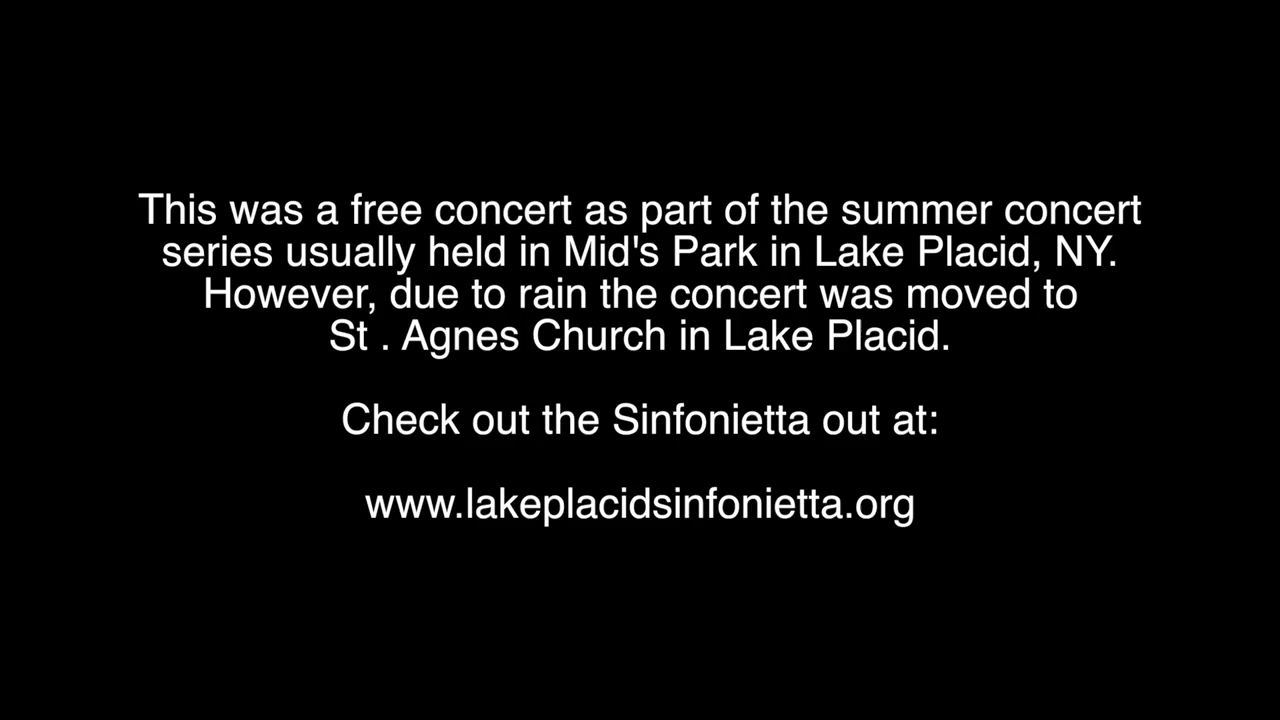 This was a free concert as part of the summer concert
series usually held in Mid's Park in Lake Placid, NY.
However, due to rain the concert was moved to
St . Agnes Church in Lake Placid.
Check out the Sinfonietta out at:
www.lakeplacidsinfonietta.org